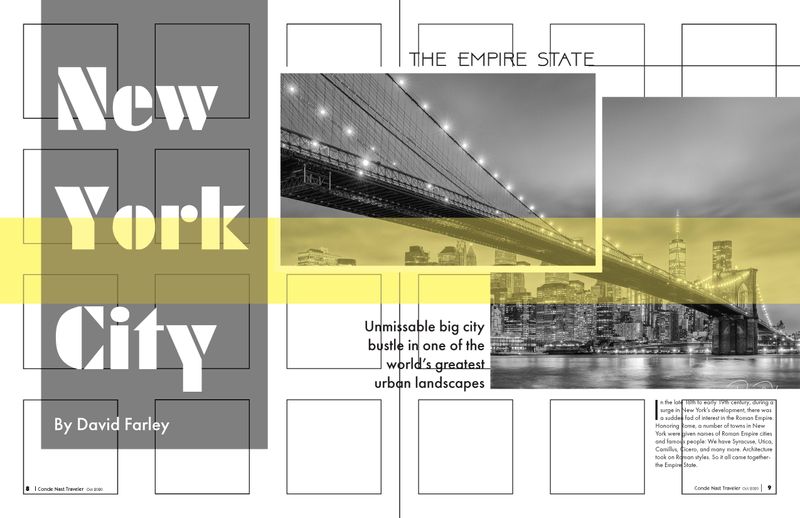 New
York
City
By David Farley
THE EMPIRE STATE
Unmissable big city
bustle in one of the
world's greatest
urban landscapes
In the late 18th to early 19th century, during a
surge in New York's development, there was
a sudden fad of interest in the Roman Empire
Honoring Rome, a number of towns in New
York were given names of Roman Empire cities
and famous people: We have Syracuse, Utica,
Camillus, Cicero, and many more. Architecture
took on Roman styles. So it all came together-
the Empire State.
8 | Conde Nast Traveler Oct 2020
Conde Nast Traveler Oct 2020 | 9